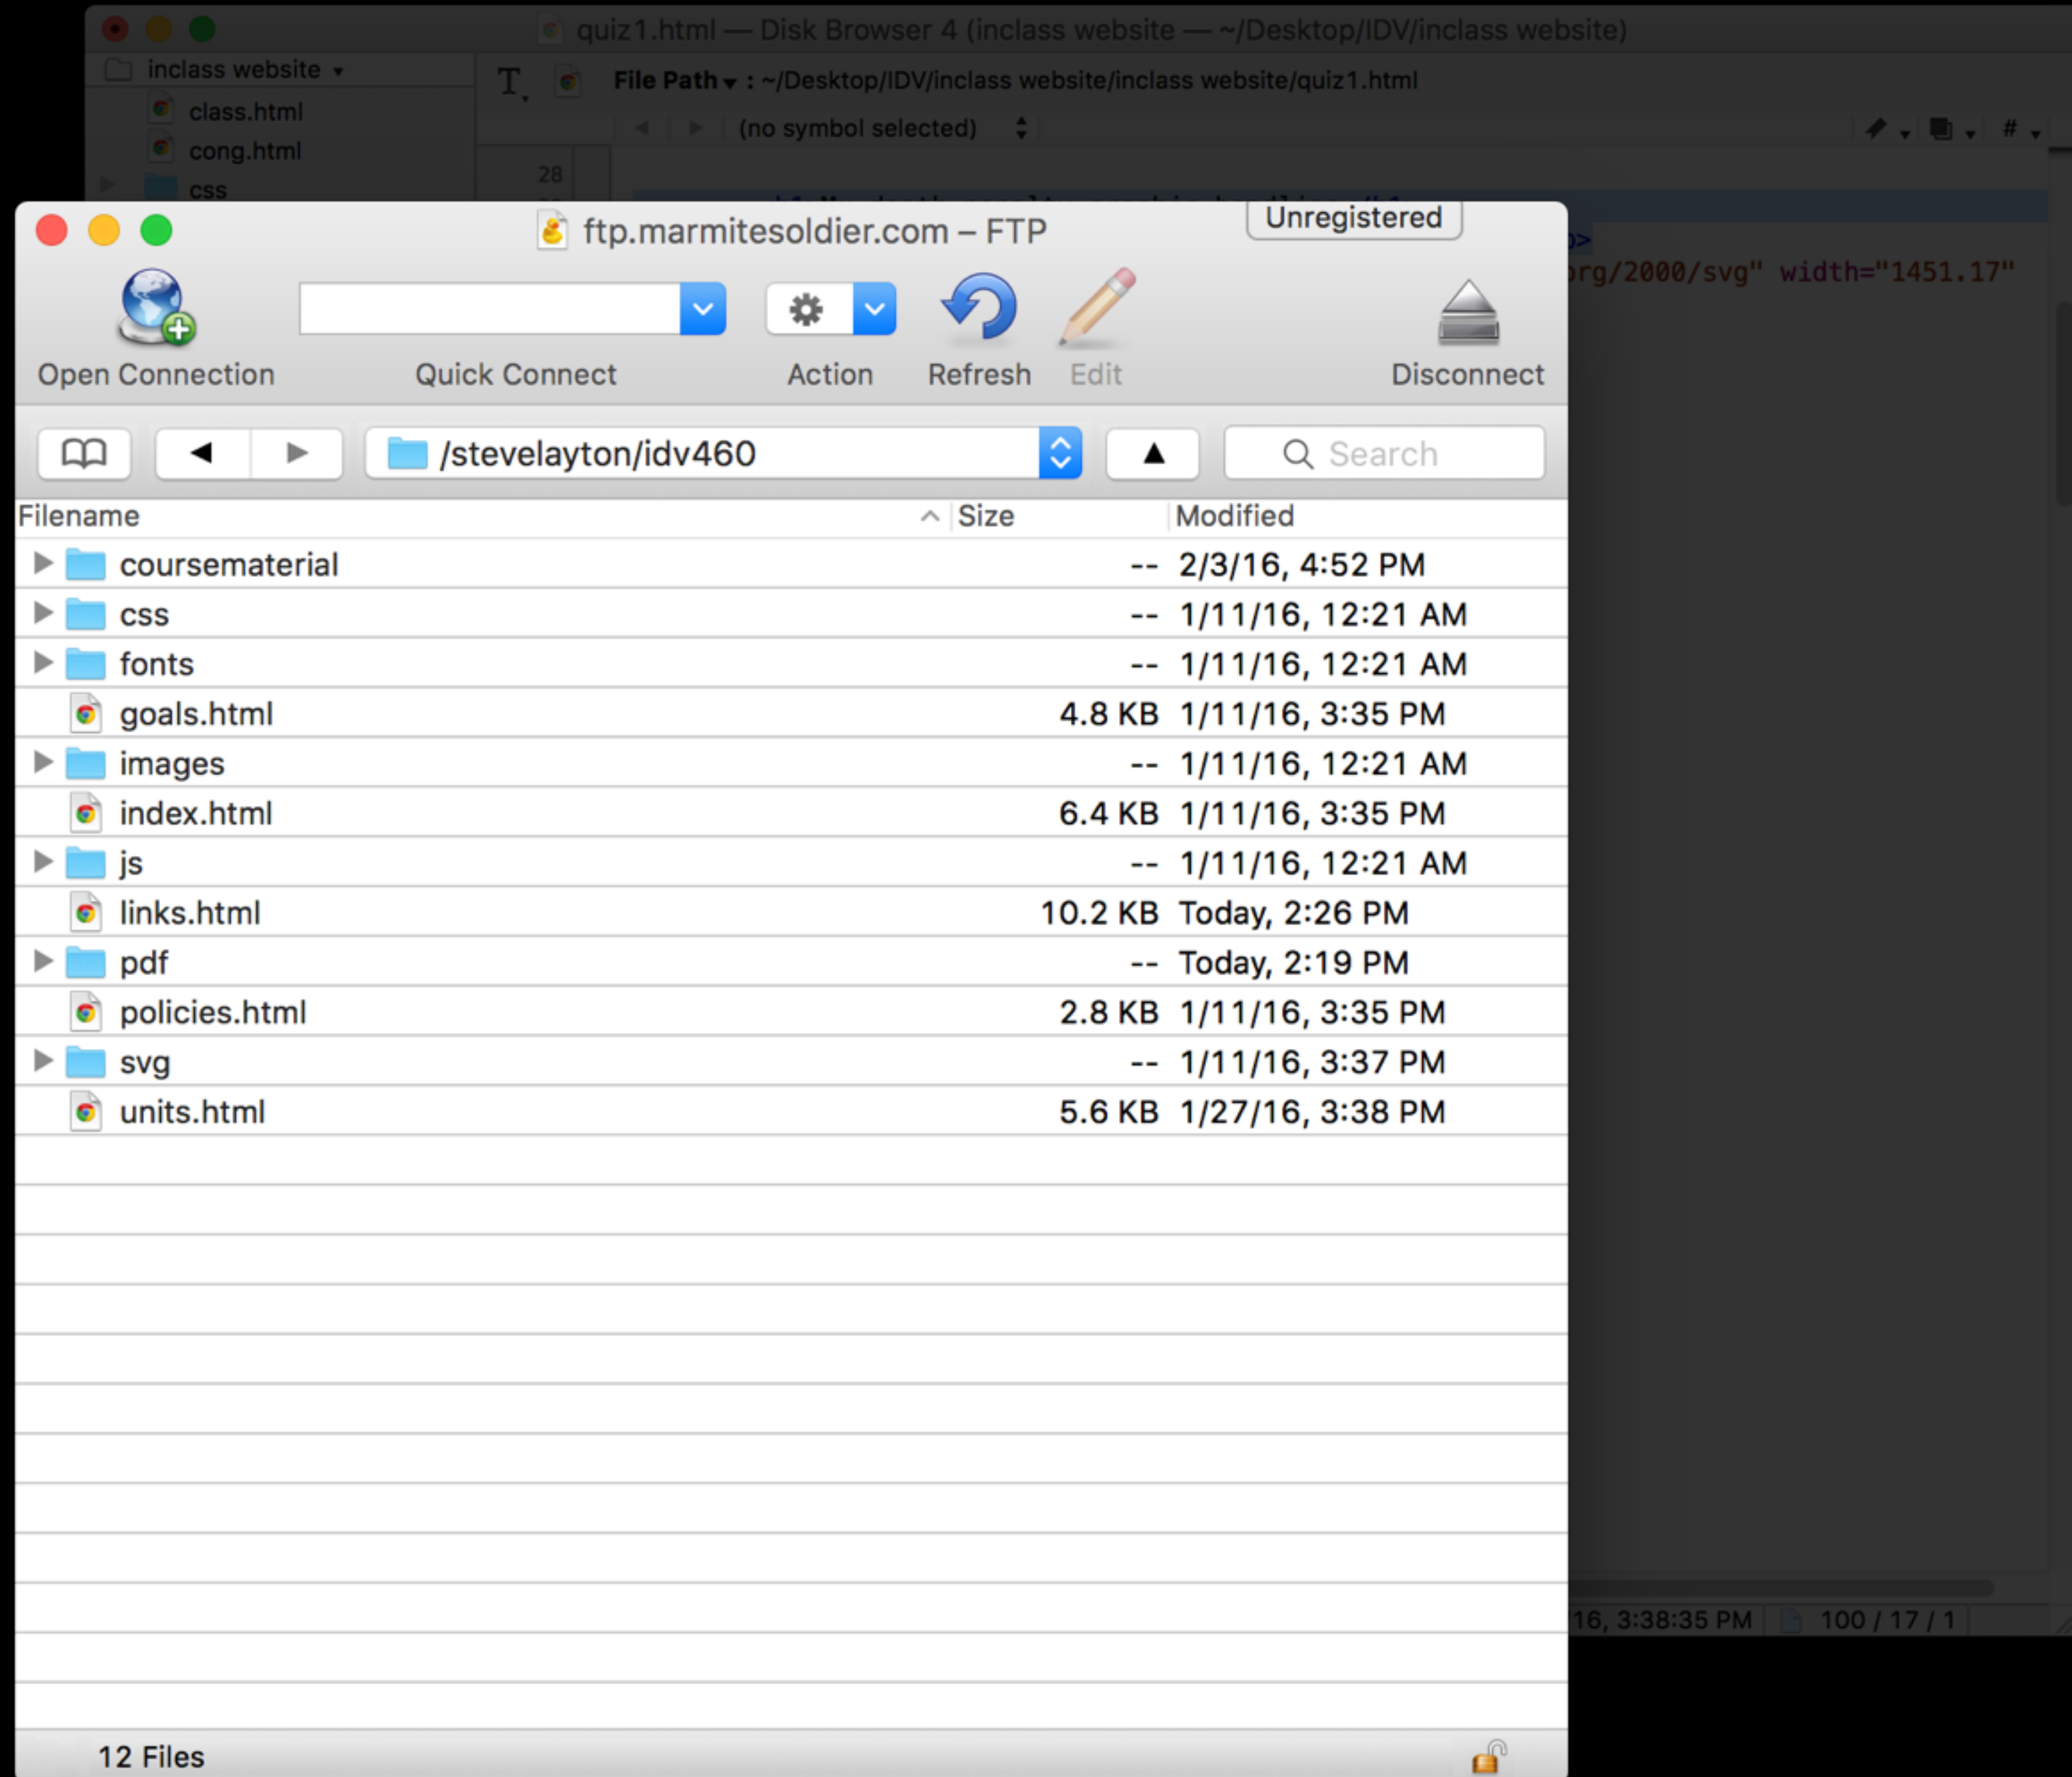 quiz1.html — Disk Browser 4 (inclass website — ~/Desktop/IDV/inclass website)
inclass website
File Path : ~/Desktop/IDV/inclass website/inclass website/quiz1.html
class.html
(no symbol selected) #
cong.html
28
css
ftp.marmitesoldier.com – FTP Unregistered
org/2000/svg" width="1451.17"
Open Connection Quick Connect Action Refresh Edit Disconnect
/stevelayton/idv460 Search
Filename Size Modified
coursematerial -- 2/3/16, 4:52 PM
css -- 1/11/16, 12:21 AM
fonts -- 1/11/16, 12:21 AM
goals.html 4.8 KB 1/11/16, 3:35 PM
images -- 1/11/16, 12:21 AM
index.html 6.4 KB 1/11/16, 3:35 PM
js -- 1/11/16, 12:21 AM
links.html 10.2 KB Today, 2:26 PM
pdf -- Today, 2:19 PM
policies.html 2.8 KB 1/11/16, 3:35 PM
svg -- 1/11/16, 3:37 PM
units.html 5.6 KB 1/27/16, 3:38 PM
16, 3:38:35 PM 100 / 17 / 1
12 Files